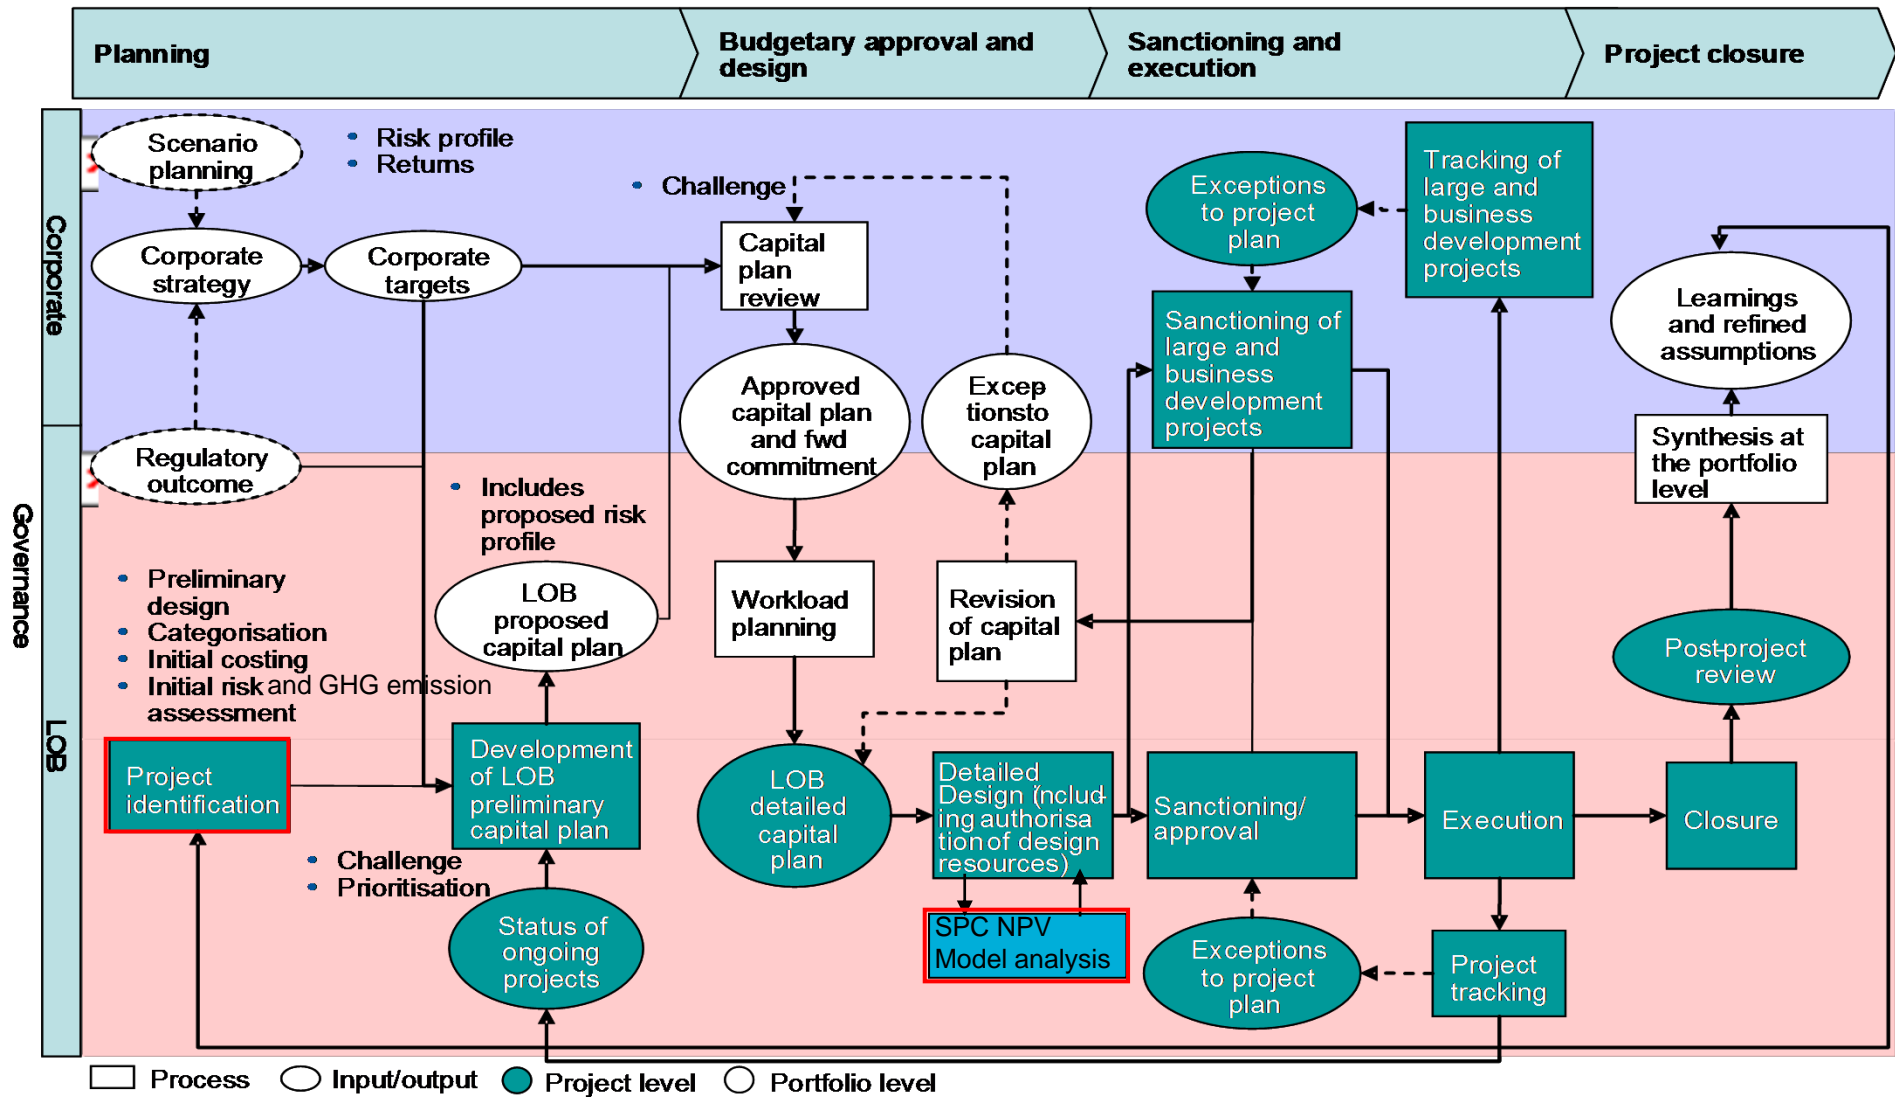 Planning
Budgetary approval and
design
Sanctioning and
execution
Project closure
Governance
Corporate
LOB
Scenario
planning
• Risk profile
• Returns
• Challenge
Corporate
strategy
Corporate
targets
Capital
plan
review
Exceptions
to project
plan
Tracking of
large and
business
development
projects
Sanctioning of
large and
business
development
projects
Learnings
and refined
assumptions
Approved
capital plan
and fwd
commitment
Excep
tionsto
capital
plan
Regulatory
outcome
• Includes
proposed risk
profile
Synthesis at
the portfolio
level
• Preliminary
design
• Categorisation
• Initial costing
• Initial risk and GHG emission
assessment
LOB
proposed
capital plan
Workload
planning
Revision
of capital
plan
Post-project
review
Project
identification
Development
of LOB
preliminary
capital plan
LOB
detailed
capital
plan
Detailed
Design (nclud-
ing authorisa
tion of design
resources)
Sanctioning/
approval
Execution
Closure
• Challenge
• Prioritisation
Status of
ongoing
projects
SPC NPV
Model analysis
Exceptions
to project
plan
Project
tracking
Process
Input/output
Project level
Portfolio level